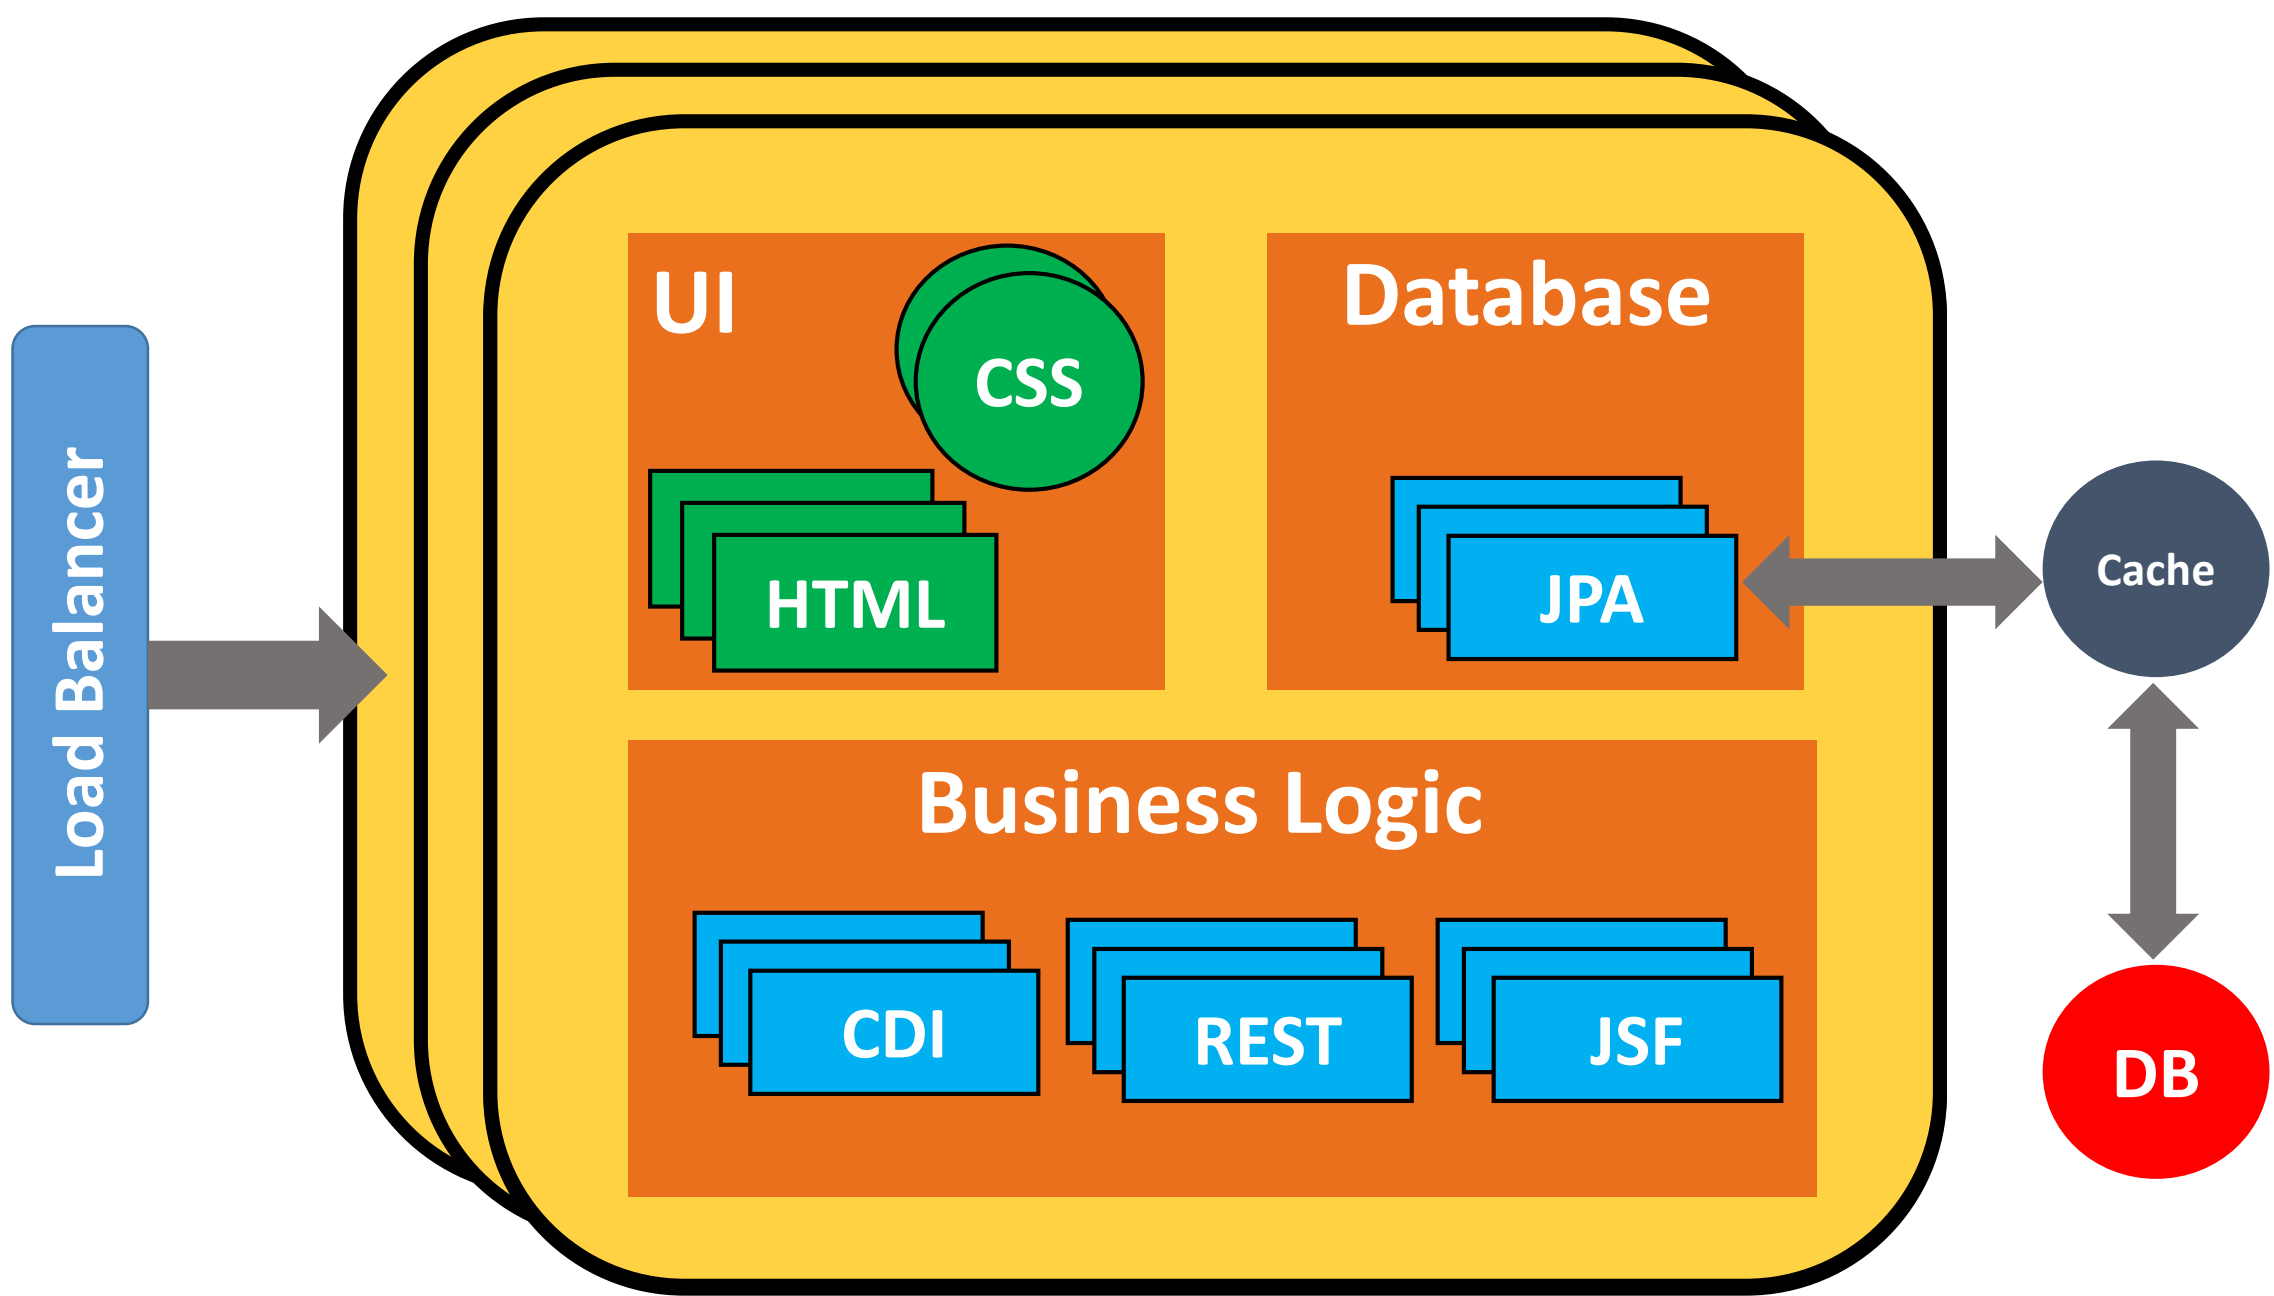 Load Balancer
UI
CSS
HTML
Database
JPA
Business Logic
CDI
REST
JSF
Cache
DB